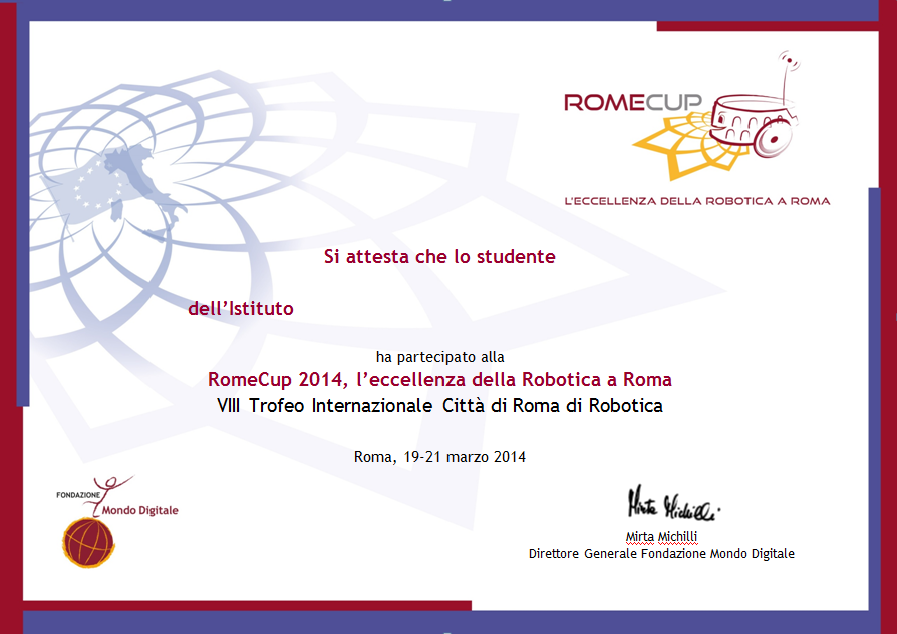 ROMECUP
L'ECCELLENZA DELLA ROBOTICA A ROMA
Si attesta che lo studente
dell'Istituto
ha partecipato alla
RomeCup 2014, l'eccellenza della Robotica a Roma
VIII Trofeo Internazionale Città di Roma di Robotica
Roma, 19-21 marzo 2014
FONDAZIONE
Mondo Digitale
Mirta Michilli
Mirta Michilli
Direttore Generale Fondazione Mondo Digitale